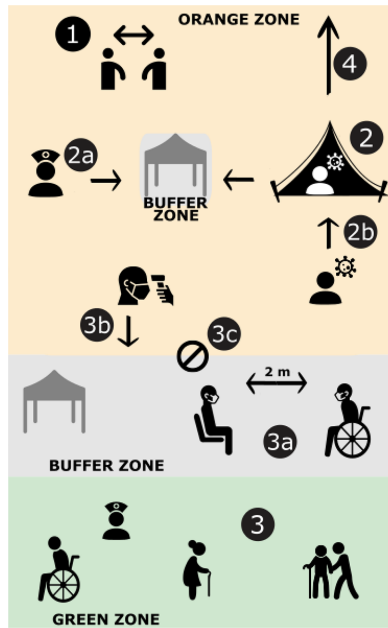 ORANGE ZONE
1
4
2
2a
BUFFER
ZONE
2b
3b
3c
2 m
3a
BUFFER ZONE
3
GREEN ZONE